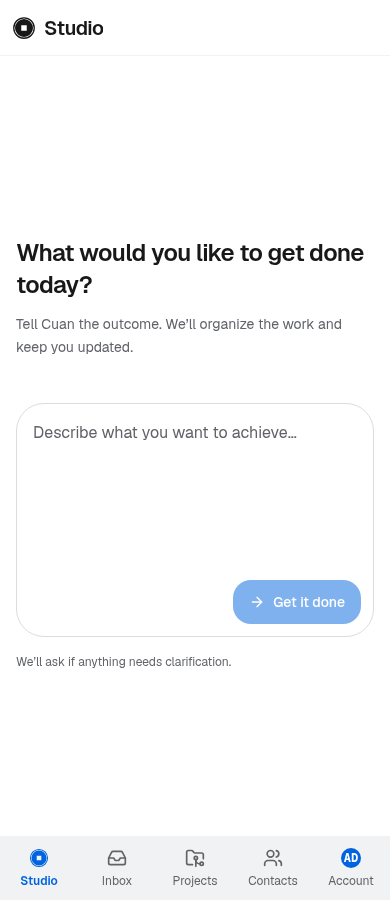 Studio
What would you like to get done
today?
Tell Cuan the outcome. We'll organize the work and
keep you updated.
Describe what you want to achieve...
Get it done
We'll ask if anything needs clarification.
Studio
Inbox
Projects
Contacts
AD
Account